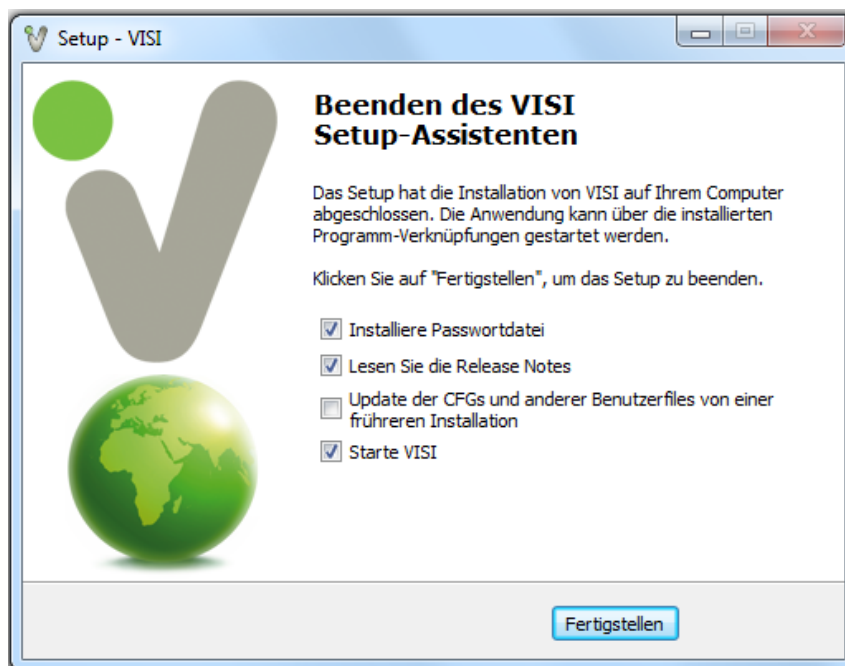 Setup - VISI
Beenden des VISI
Setup-Assistenten
Das Setup hat die Installation von VISI auf Ihrem Computer
abgeschlossen. Die Anwendung kann über die installierten
Programm-Verknüpfungen gestartet werden.
Klicken Sie auf "Fertigstellen", um das Setup zu beenden.
Installiere Passwortdatei
Lesen Sie die Release Notes
Update der CFGs und anderer Benutzerfiles von einer
frühreren Installation
Starte VISI
Fertigstellen